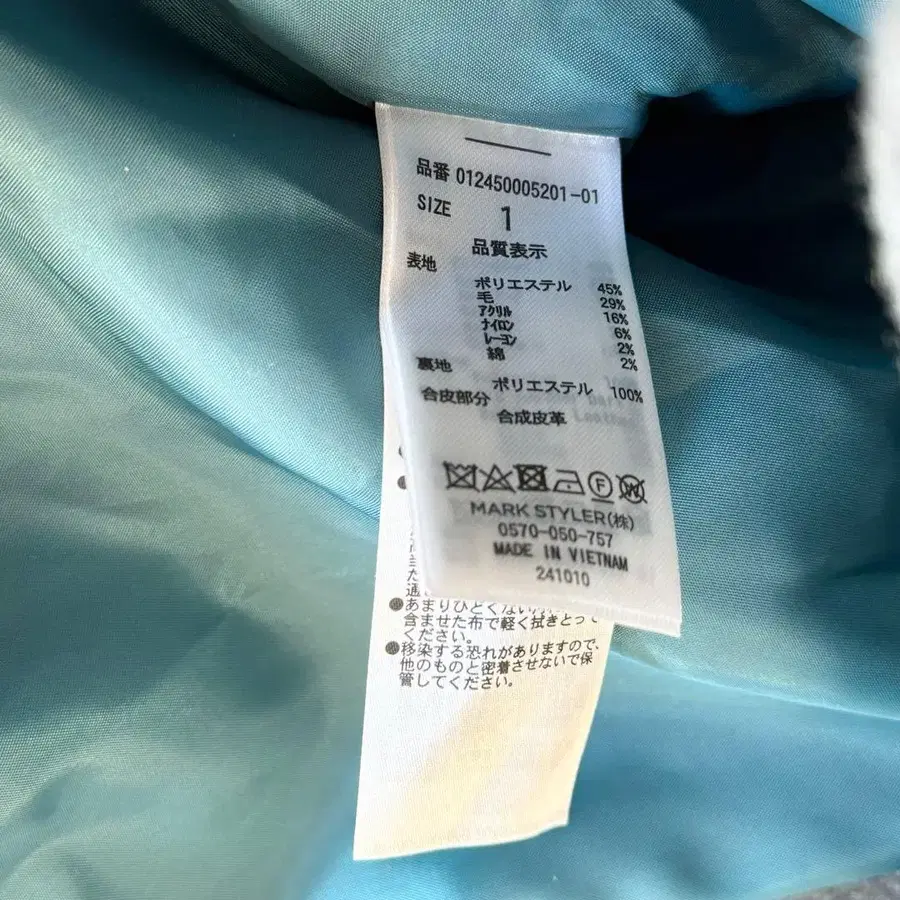 品番 012450005201-01
SIZE 1
品質表示
表地
ポリエステル 45%
毛 29%
アクリル 16%
ナイロン 6%
レーヨン 2%
綿 2%
裏地
ポリエステル 100%
合皮部分
合成皮革
F W
MARK STYLER(株)
0570-050-757
MADE IN VIETNAM
241010
た
通
●あまりひどくない
含ませた布で軽く拭きとって
ください。
●移染する恐れがありますので、
他のものと密着させないで保
管してください。